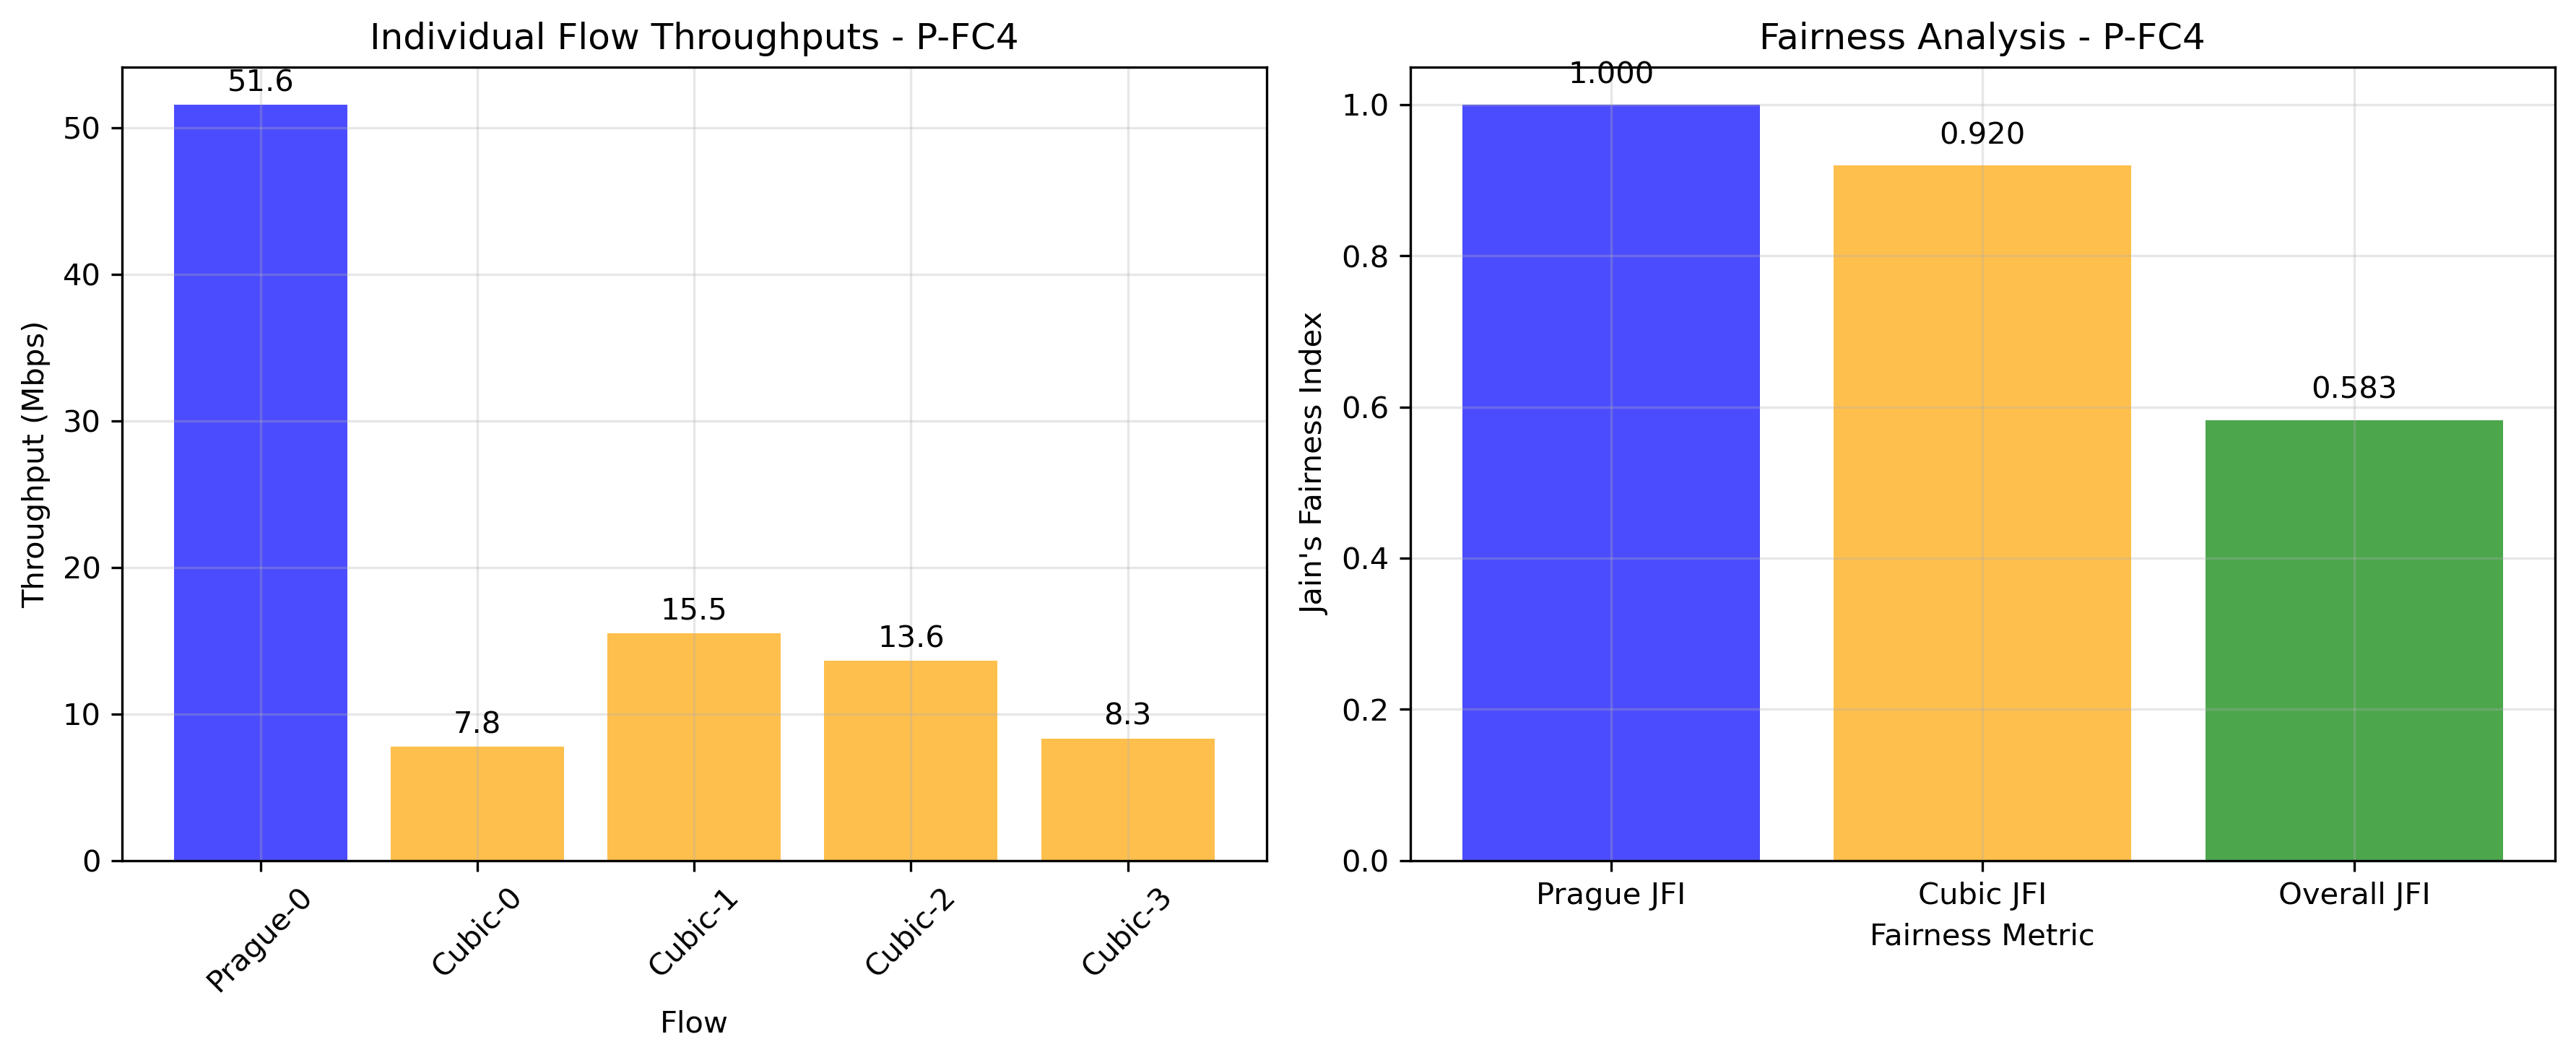 Individual Flow Throughputs - P-FC4
Throughput (Mbps)
50
40
30
20
10
0
51.6
7.8
15.5
13.6
8.3
Prague-0
Cubic-0
Cubic-1
Cubic-2
Cubic-3
Flow
Fairness Analysis - P-FC4
Jain's Fairness Index
1.0
0.8
0.6
0.4
0.2
0.0
1.000
0.920
0.583
Prague JFI
Cubic JFI
Overall JFI
Fairness Metric